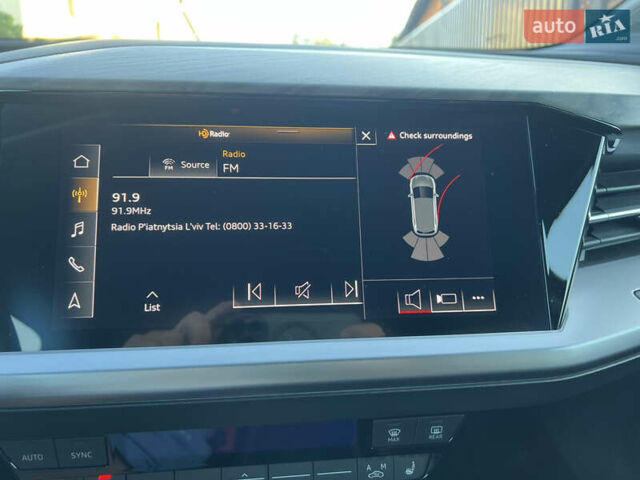 auto RIA.com
HD Radio
Check surroundings
Radio
FM Source FM
91.9
91.9MHz
Radio P'iatnytsia L'viv Tel: (0800) 33-16-33
List
AUTO SYNC
MAX REAR
A M